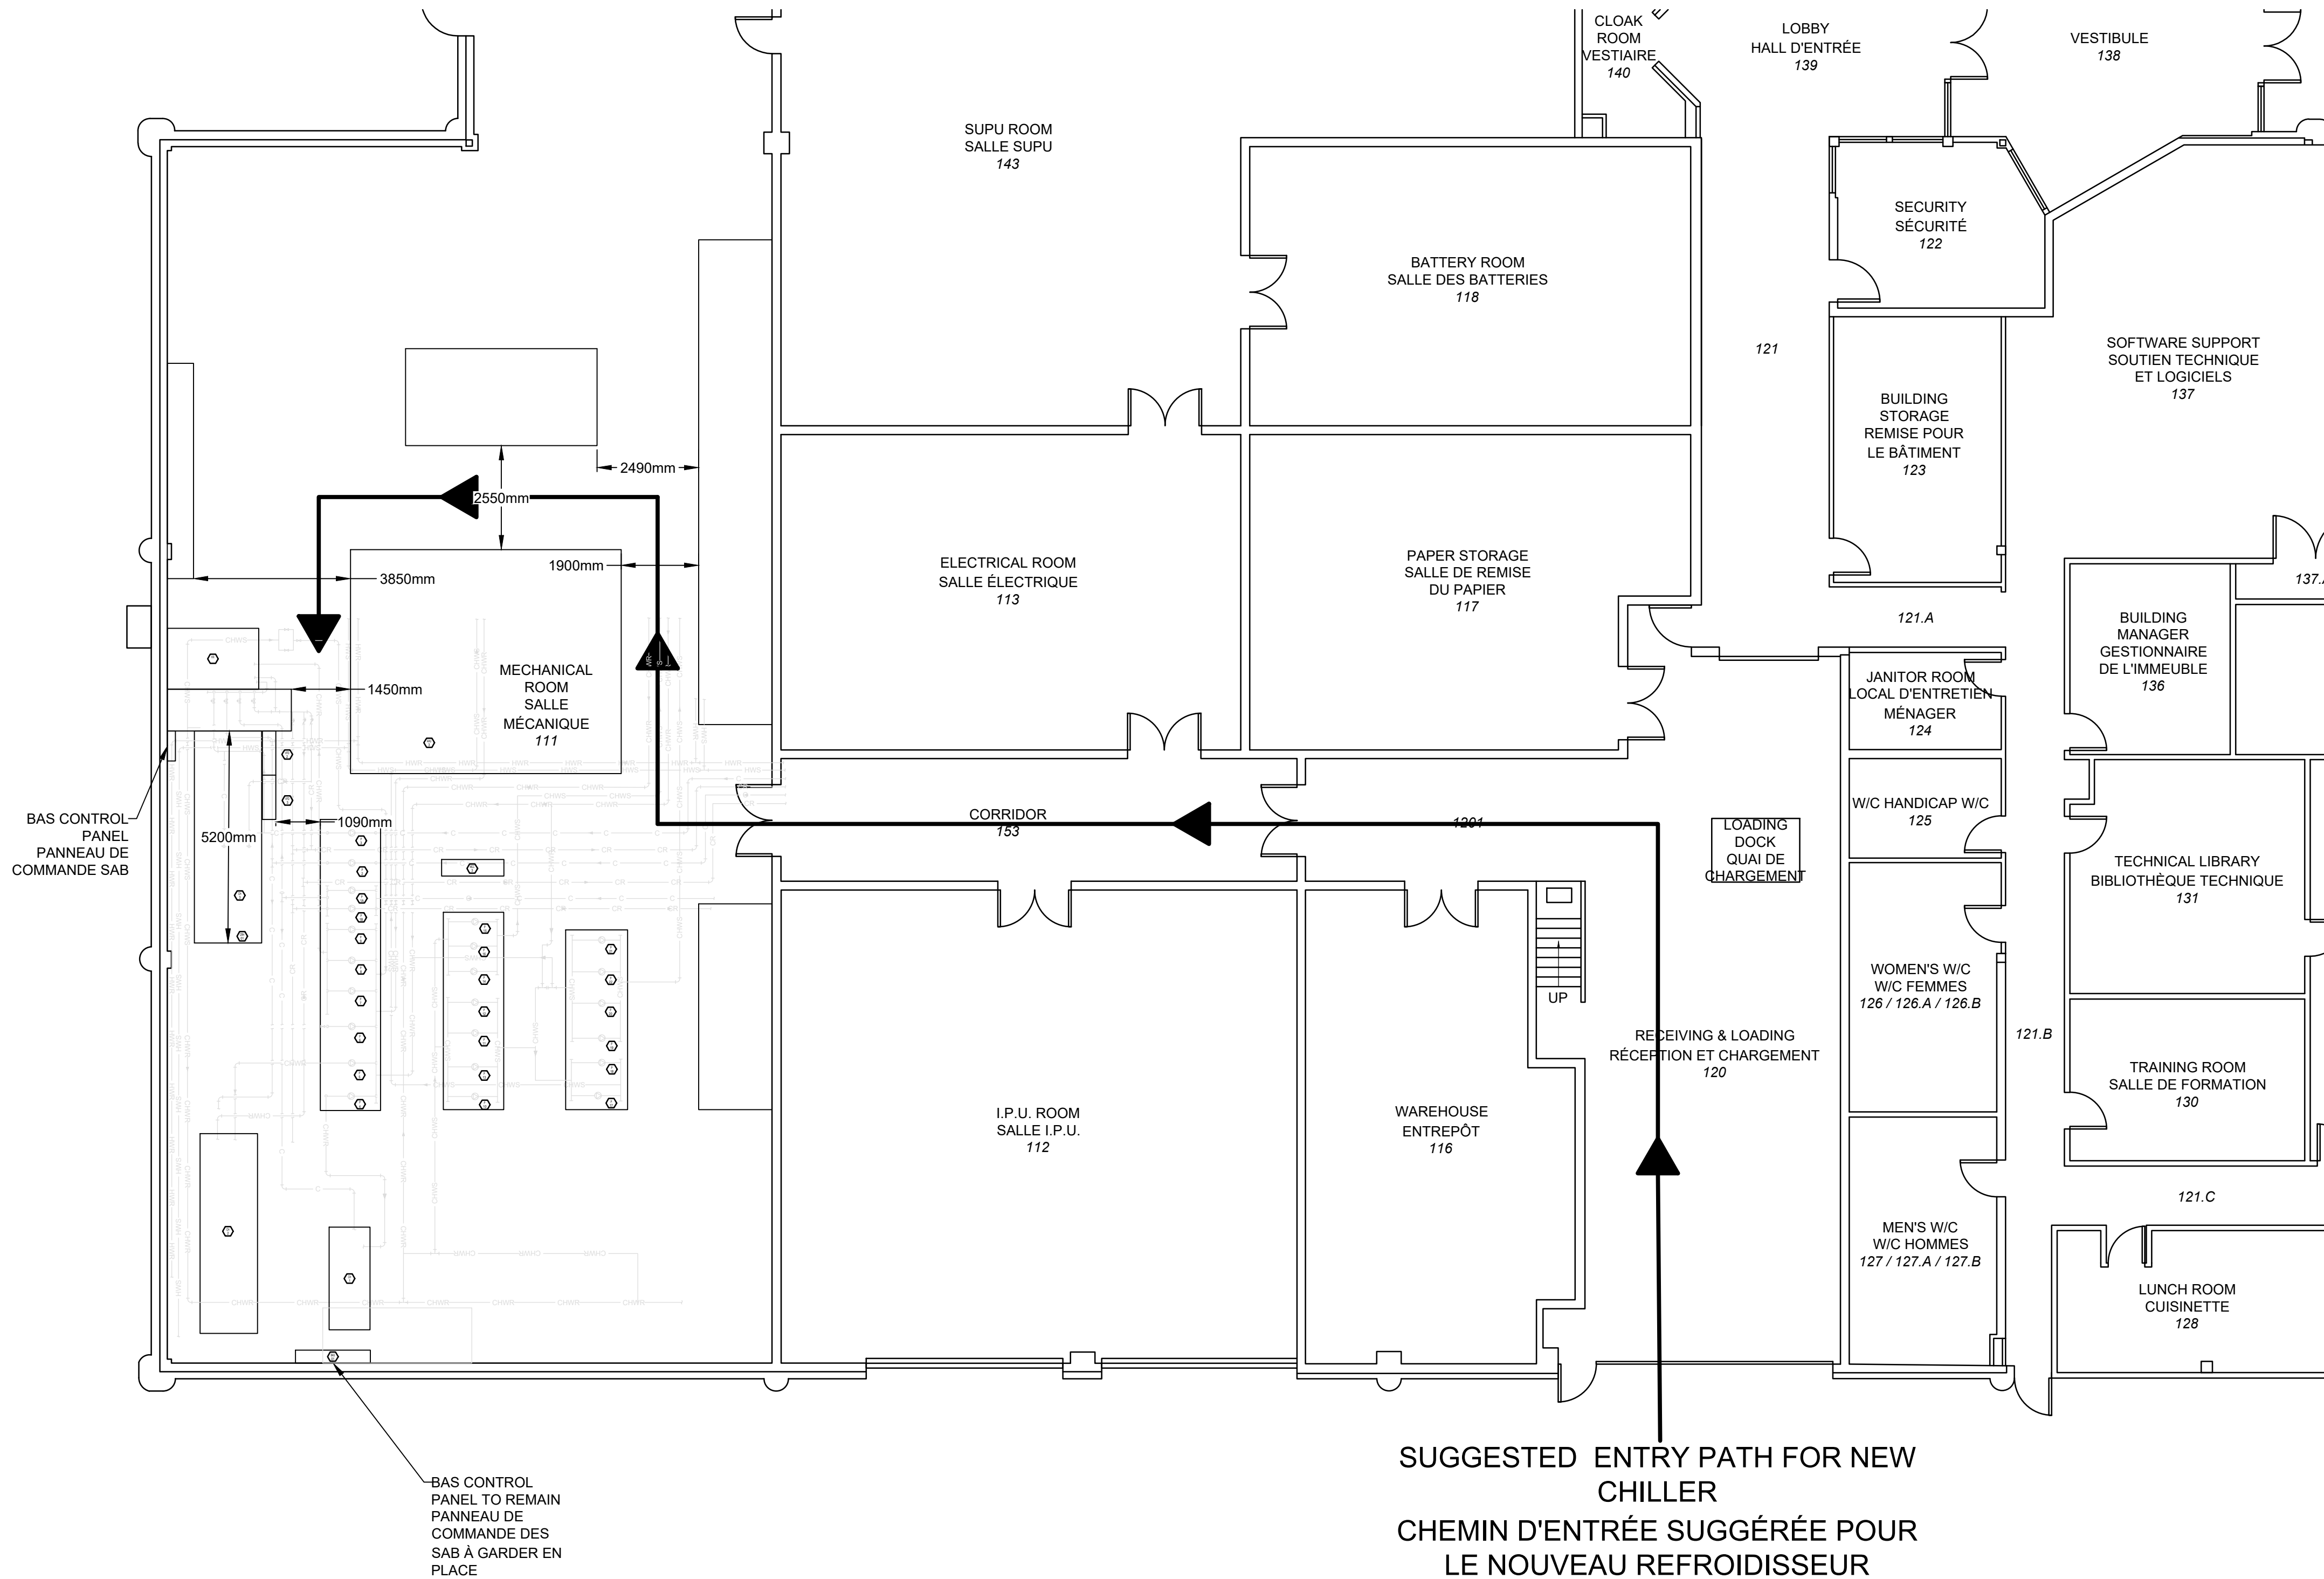 CLOAK
ROOM
VESTIAIRE
140
LOBBY
HALL D'ENTRÉE
139
VESTIBULE
138
SUPU ROOM
SALLE SUPU
143
SECURITY
SÉCURITÉ
122
BATTERY ROOM
SALLE DES BATTERIES
118
121
SOFTWARE SUPPORT
SOUTIEN TECHNIQUE
ET LOGICIELS
137
BUILDING
STORAGE
REMISE POUR
LE BÂTIMENT
123
2490mm
2550mm
3850mm
1900mm
ELECTRICAL ROOM
SALLE ÉLECTRIQUE
113
PAPER STORAGE
SALLE DE REMISE
DU PAPIER
117
121.A
BUILDING
MANAGER
GESTIONNAIRE
DE L'IMMEUBLE
136
MECHANICAL
ROOM
SALLE
MÉCANIQUE
111
1450mm
JANITOR ROOM
LOCAL D'ENTRETIEN
MÉNAGER
124
BAS CONTROL
PANEL
PANNEAU DE
COMMANDE SAB
5200mm
1090mm
CORRIDOR
153
1201
LOADING
DOCK
QUAI DE
CHARGEMENT
W/C HANDICAP W/C
125
TECHNICAL LIBRARY
BIBLIOTHÈQUE TECHNIQUE
131
UP
WOMEN'S W/C
W/C FEMMES
126 / 126.A / 126.B
RECEIVING & LOADING
RÉCEPTION ET CHARGEMENT
120
121.B
TRAINING ROOM
SALLE DE FORMATION
130
I.P.U. ROOM
SALLE I.P.U.
112
WAREHOUSE
ENTREPÔT
116
121.C
MEN'S W/C
W/C HOMMES
127 / 127.A / 127.B
LUNCH ROOM
CUISINETTE
128
BAS CONTROL
PANEL TO REMAIN
PANNEAU DE
COMMANDE DES
SAB À GARDER EN
PLACE
SUGGESTED ENTRY PATH FOR NEW
CHILLER
CHEMIN D'ENTRÉE SUGGÉRÉE POUR
LE NOUVEAU REFROIDISSEUR